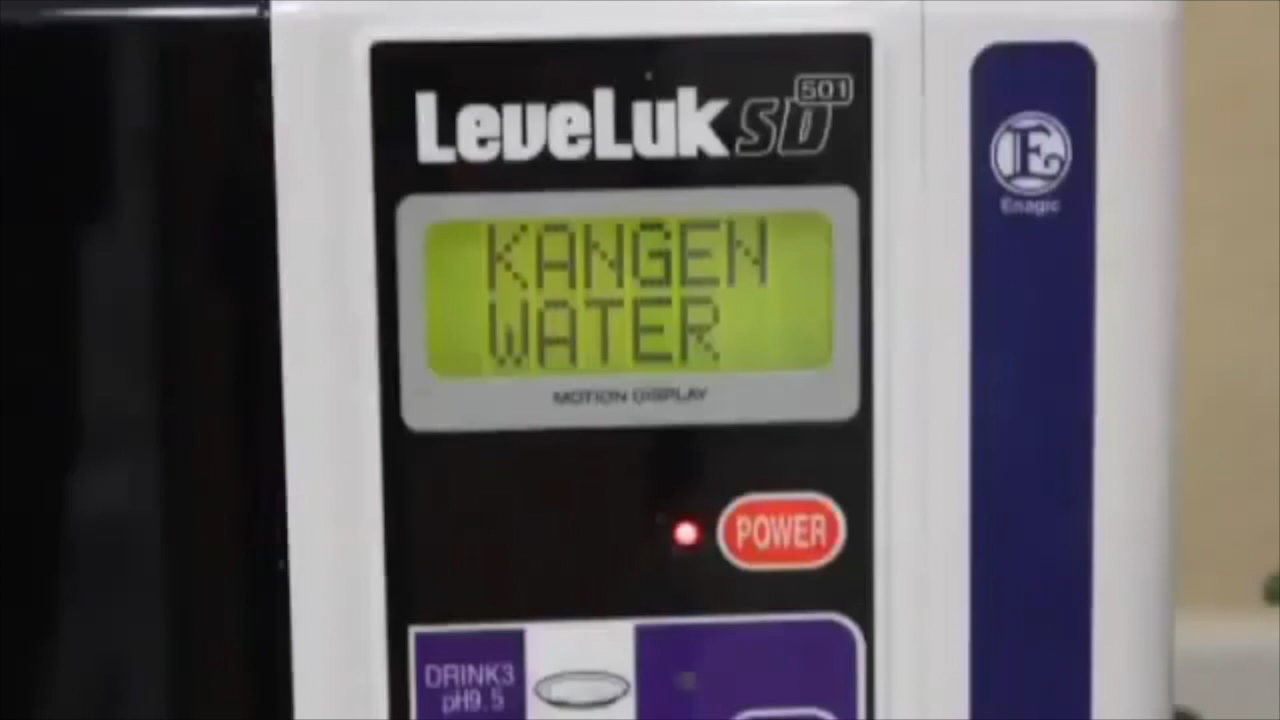 LeveLuk SD 501
E
Enagic
KANGEN
WATER
MOTION DISPLAY
POWER
DRINK3
pH9.5